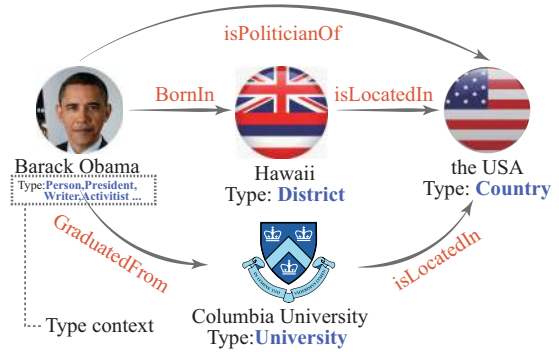 isPoliticianOf
BornIn
isLocatedIn
Barack Obama
Type:Person,President,
Writer,Activitist ...
Hawaii
Type: District
the USA
Type: Country
GraduatedFrom
isLocatedIn
Columbia University
Type:University
Type context